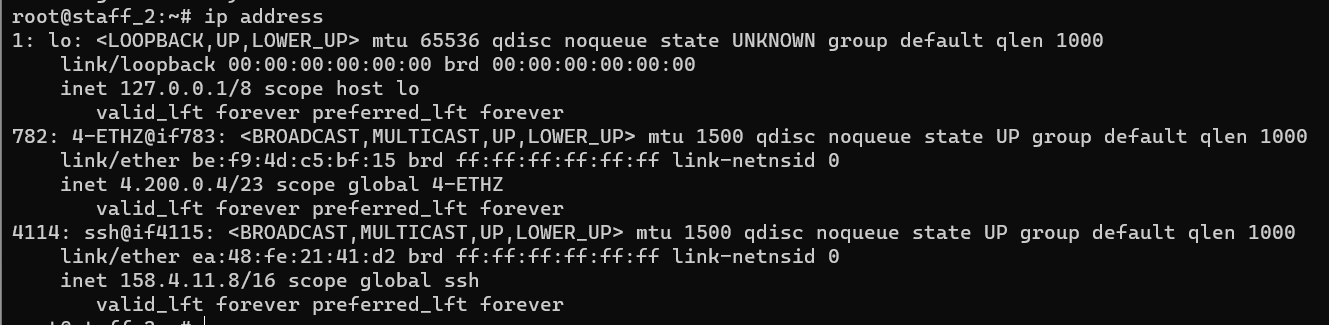 root@staff_2:~# ip address
1: lo: <LOOPBACK,UP,LOWER_UP> mtu 65536 qdisc noqueue state UNKNOWN group default qlen 1000
    link/loopback 00:00:00:00:00:00 brd 00:00:00:00:00:00
    inet 127.0.0.1/8 scope host lo
       valid_lft forever preferred_lft forever
782: 4-ETHZ@if783: <BROADCAST,MULTICAST,UP,LOWER_UP> mtu 1500 qdisc noqueue state UP group default qlen 1000
    link/ether be:f9:4d:c5:bf:15 brd ff:ff:ff:ff:ff:ff link-netnsid 0
    inet 4.200.0.4/23 scope global 4-ETHZ
       valid_lft forever preferred_lft forever
4114: ssh@if4115: <BROADCAST,MULTICAST,UP,LOWER_UP> mtu 1500 qdisc noqueue state UP group default qlen 1000
    link/ether ea:48:fe:21:41:d2 brd ff:ff:ff:ff:ff:ff link-netnsid 0
    inet 158.4.11.8/16 scope global ssh
       valid_lft forever preferred_lft forever